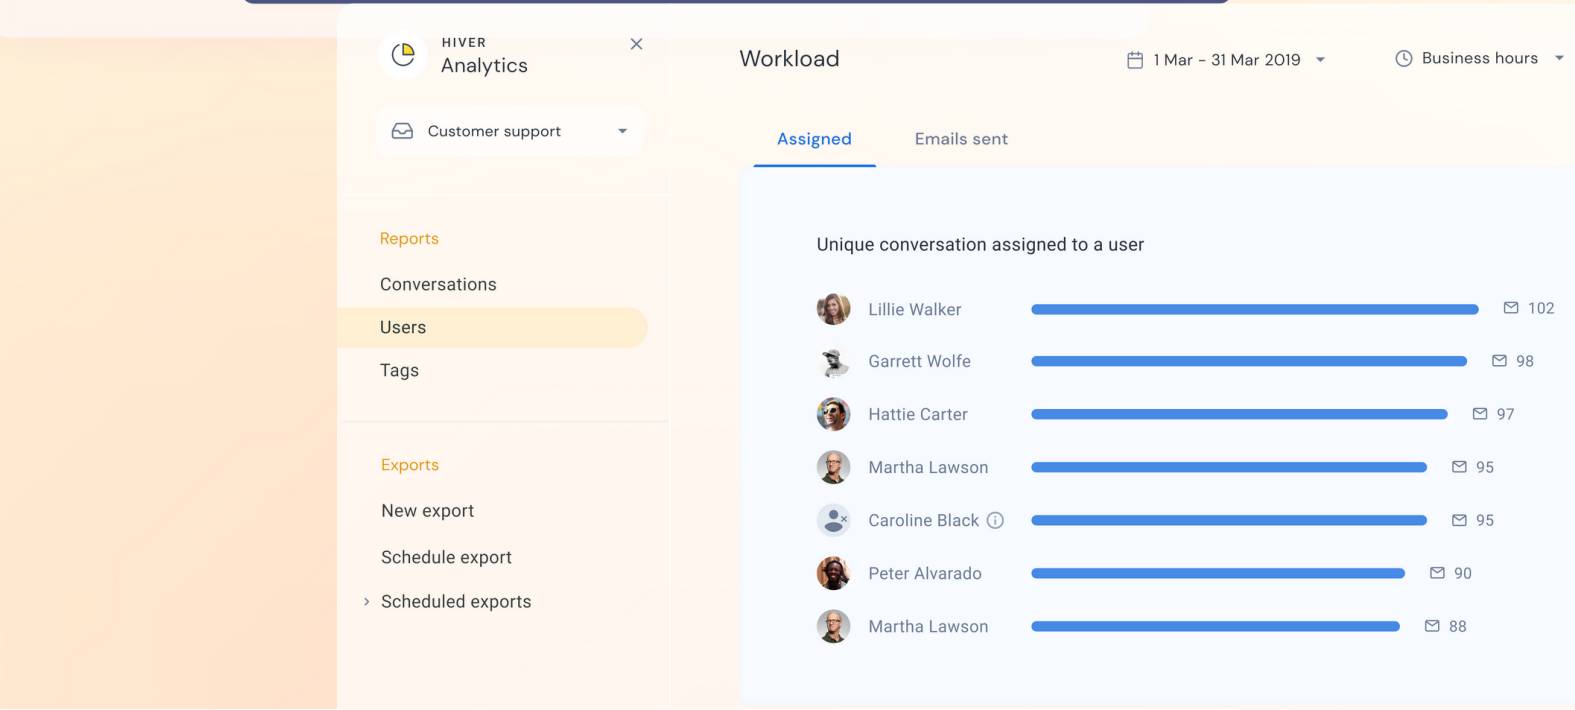 HIVER
Analytics
Customer support
Reports
Conversations
Users
Tags
Exports
New export
Schedule export
Scheduled exports
Workload
1 Mar – 31 Mar 2019
Business hours
Assigned
Emails sent
Unique conversation assigned to a user
Lillie Walker 102
Garrett Wolfe 98
Hattie Carter 97
Martha Lawson 95
Caroline Black 95
Peter Alvarado 90
Martha Lawson 88